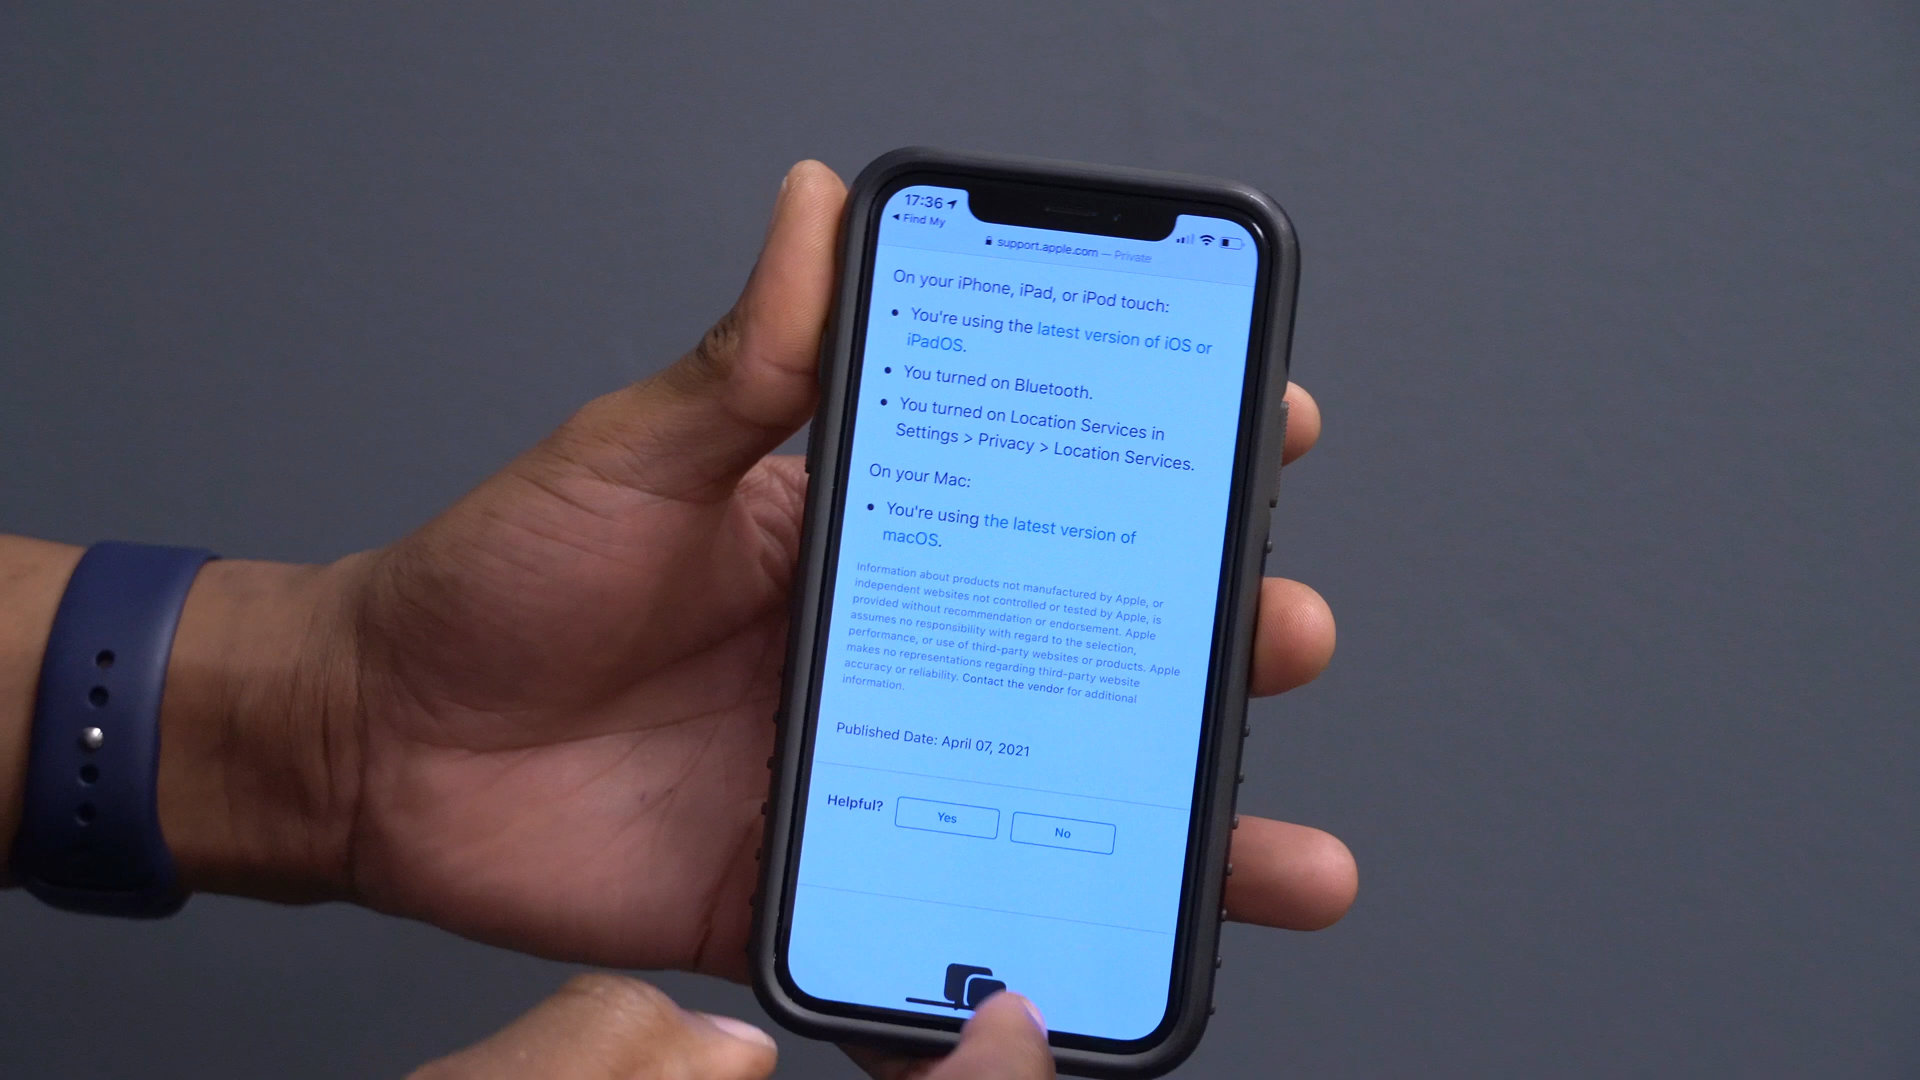 17:36
Find My
support.apple.com — Private
On your iPhone, iPad, or iPod touch:
• You're using the latest version of iOS or
iPadOS.
• You turned on Bluetooth.
• You turned on Location Services in
Settings > Privacy > Location Services.
On your Mac:
• You're using the latest version of
macOS.
Information about products not manufactured by Apple, or
independent websites not controlled or tested by Apple, is
provided without recommendation or endorsement. Apple
assumes no responsibility with regard to the selection,
performance, or use of third-party websites or products. Apple
makes no representations regarding third-party website
accuracy or reliability. Contact the vendor for additional
information.
Published Date: April 07, 2021
Helpful?
Yes
No